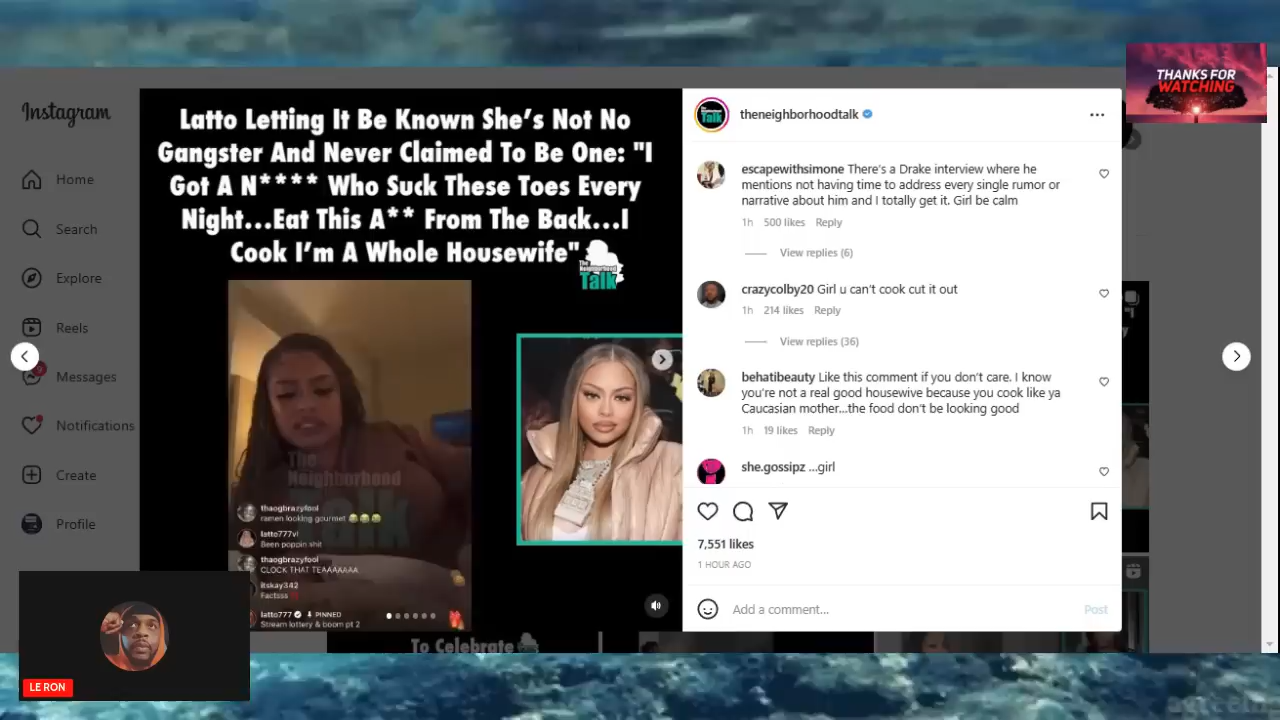 THANKS FOR
WATCHING
Instagram
Home
Search
Explore
Reels
Messages
Notifications
Create
Profile
Latto Letting It Be Known She's Not No
Gangster And Never Claimed To Be One: "I
Got A N**** Who Suck These Toes Every
Night...Eat This A** From The Back...I
Cook I'm A Whole Housewife"
The
Neighborhood
Talk
The
Neighborhood
Talk
thaogbrazyfool
ramen looking gourmet 😂😂😂
latto777vl
Been poppin shit
thaogbrazyfool
CLOCK THAT TEAAAAAAA
itskay342
Factsss
latto777 PINNED
Stream lottery & boom pt 2
theneighborhoodtalk
escapewithsimone There's a Drake interview where he
mentions not having time to address every single rumor or
narrative about him and I totally get it. Girl be calm
1h 500 likes Reply
View replies (6)
crazycolby20 Girl u can't cook cut it out
1h 214 likes Reply
View replies (36)
behatibeauty Like this comment if you don't care. I know
you're not a real good housewive because you cook like ya
Caucasian mother...the food don't be looking good
1h 19 likes Reply
she.gossipz ...girl
7,551 likes
1 HOUR AGO
Add a comment...
Post
To Celebrate
LE RON